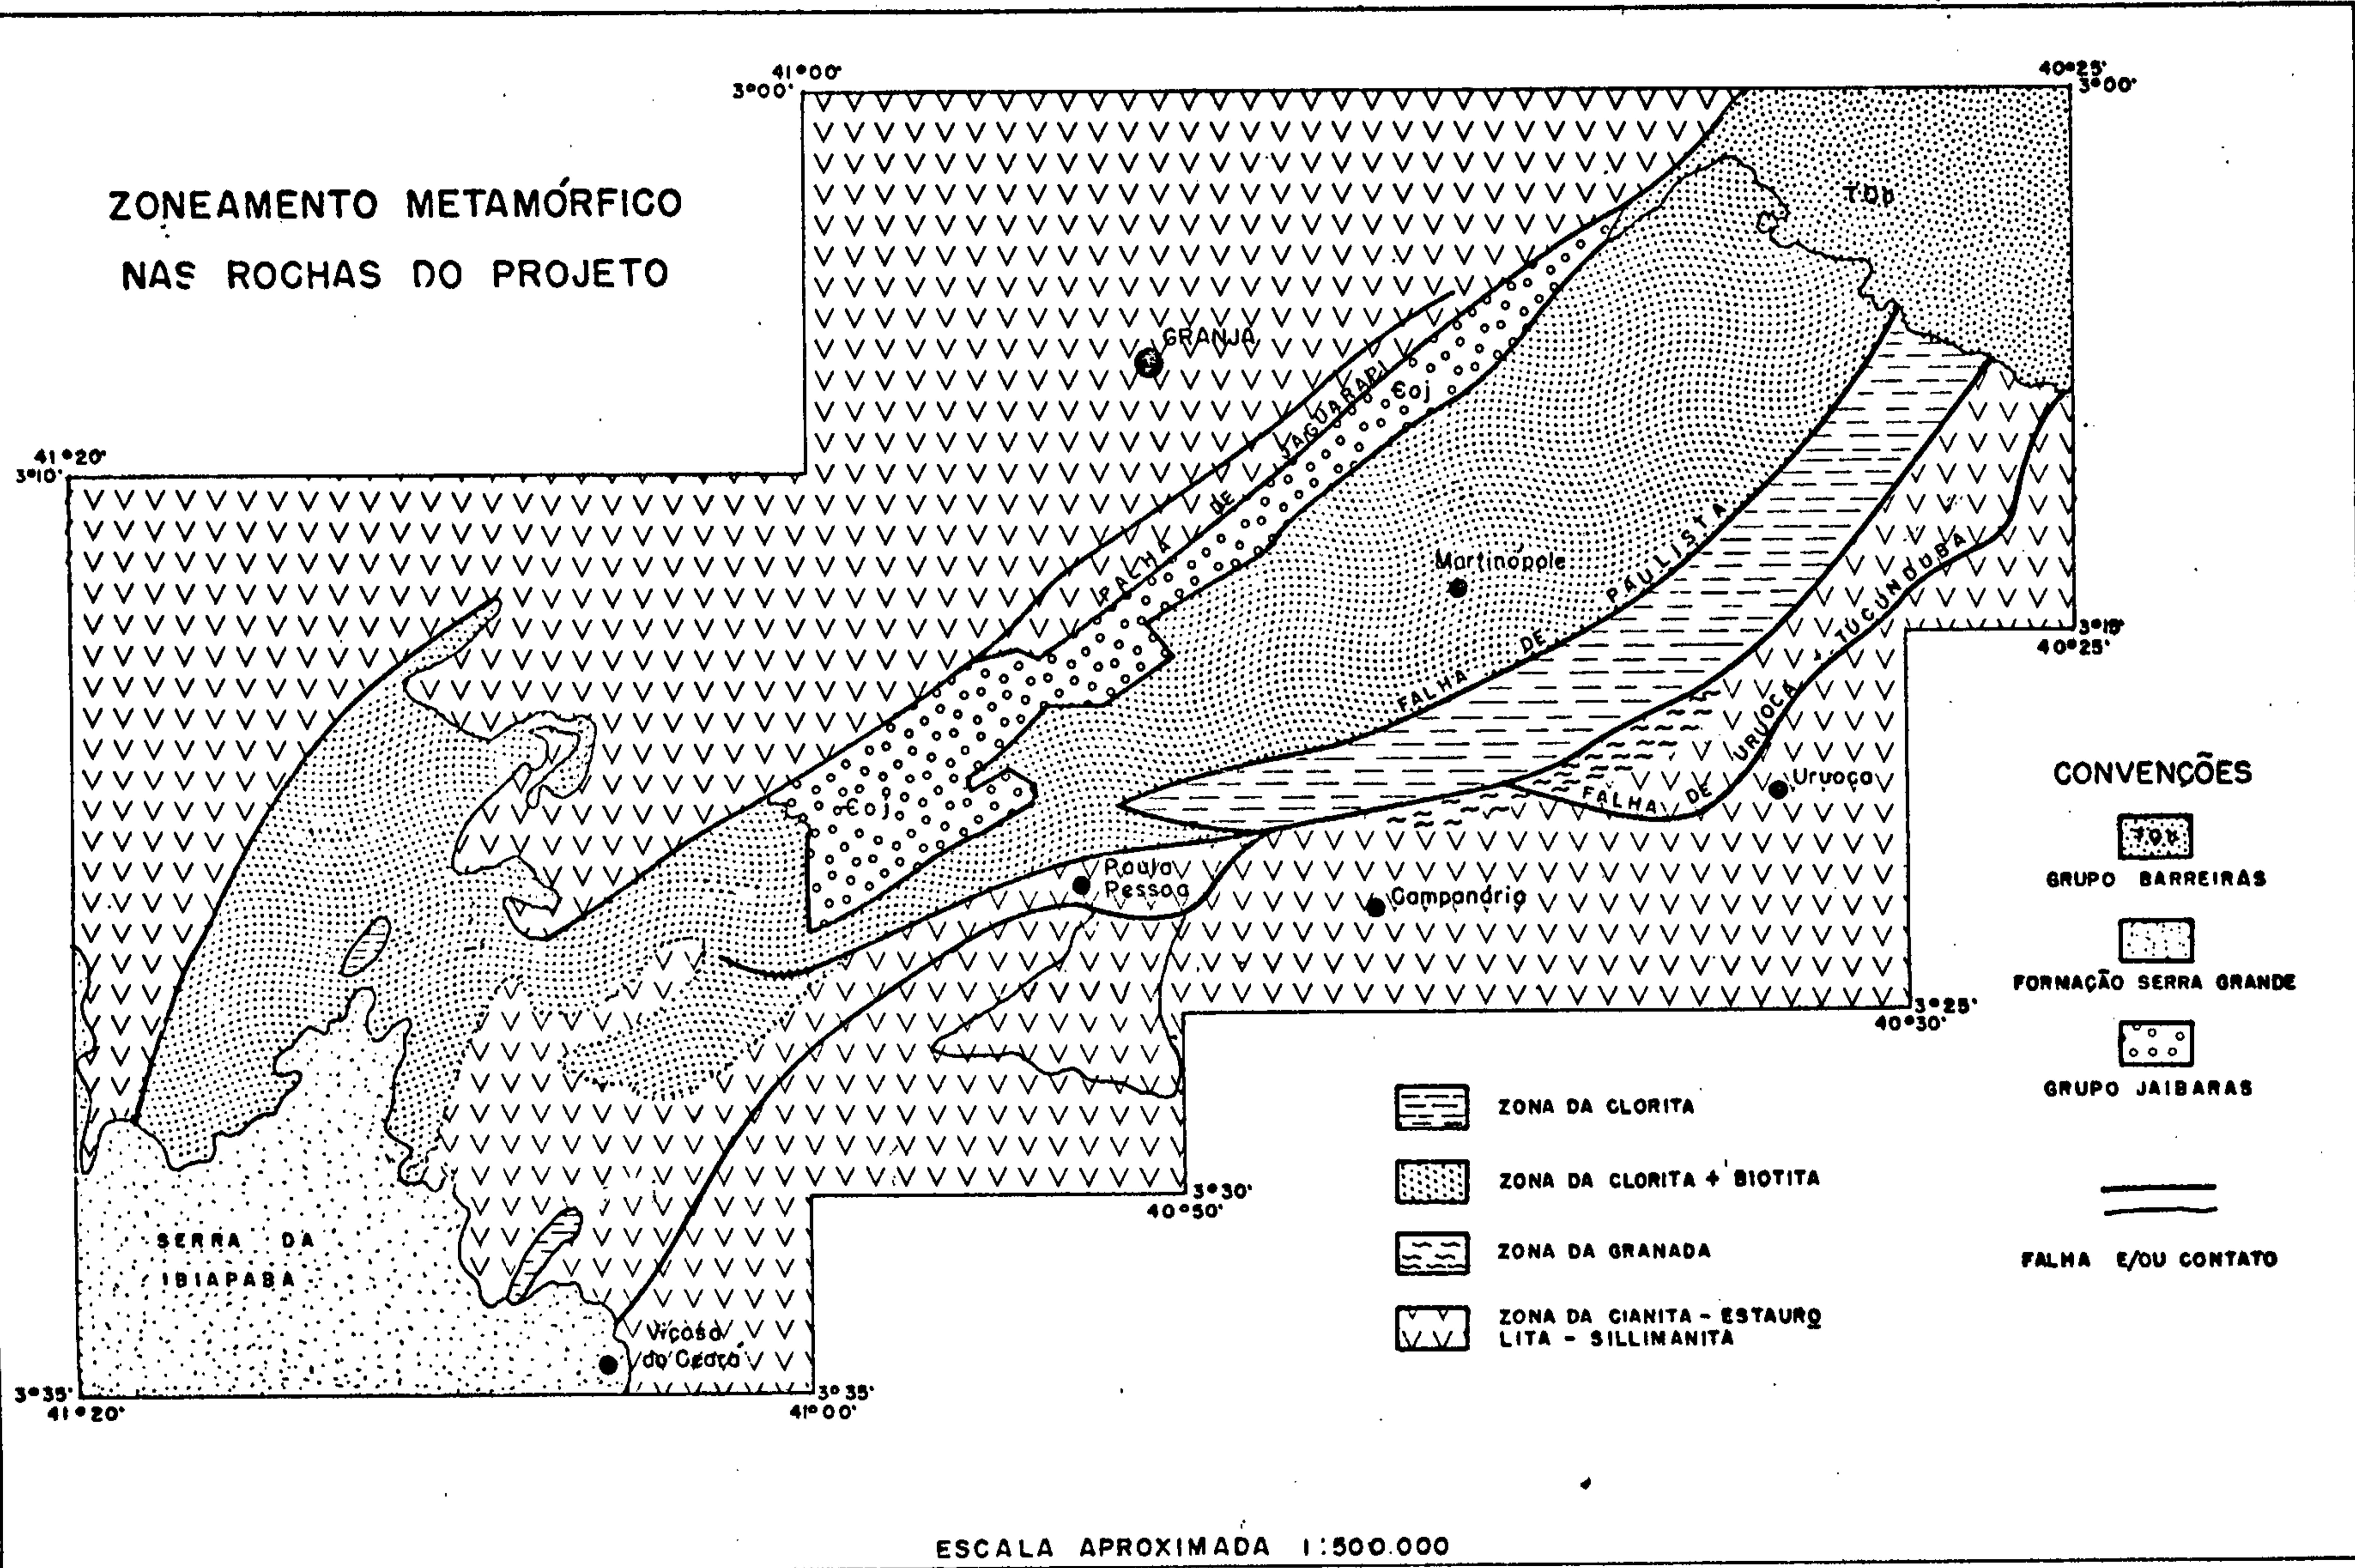 ZONEAMENTO METAMÓRFICO
NAS ROCHAS DO PROJETO
41°00'
3°00'
40°25'
3°00'
TQb
GRANJA
FALHA DE JAGUARAPI
Єoj
41°20'
3°10'
Martinópole
FALHA DE PAULISTA
3°15'
40°25'
FALHA DE URUOCA TUCUNDUBA
Uruoca
Єoj
Paula
Pessoa
Campanário
3°25'
40°30'
3°30'
40°50'
SERRA DA
IBIAPABA
Viçosa
do Ceará
3°35'
41°20'
3°35'
41°00'
CONVENÇÕES
TQb
GRUPO BARREIRAS
FORMAÇÃO SERRA GRANDE
GRUPO JAIBARAS
FALHA E/OU CONTATO
ZONA DA CLORITA
ZONA DA CLORITA + BIOTITA
ZONA DA GRANADA
ZONA DA CIANITA - ESTAURO
LITA - SILLIMANITA
ESCALA APROXIMADA 1:500.000